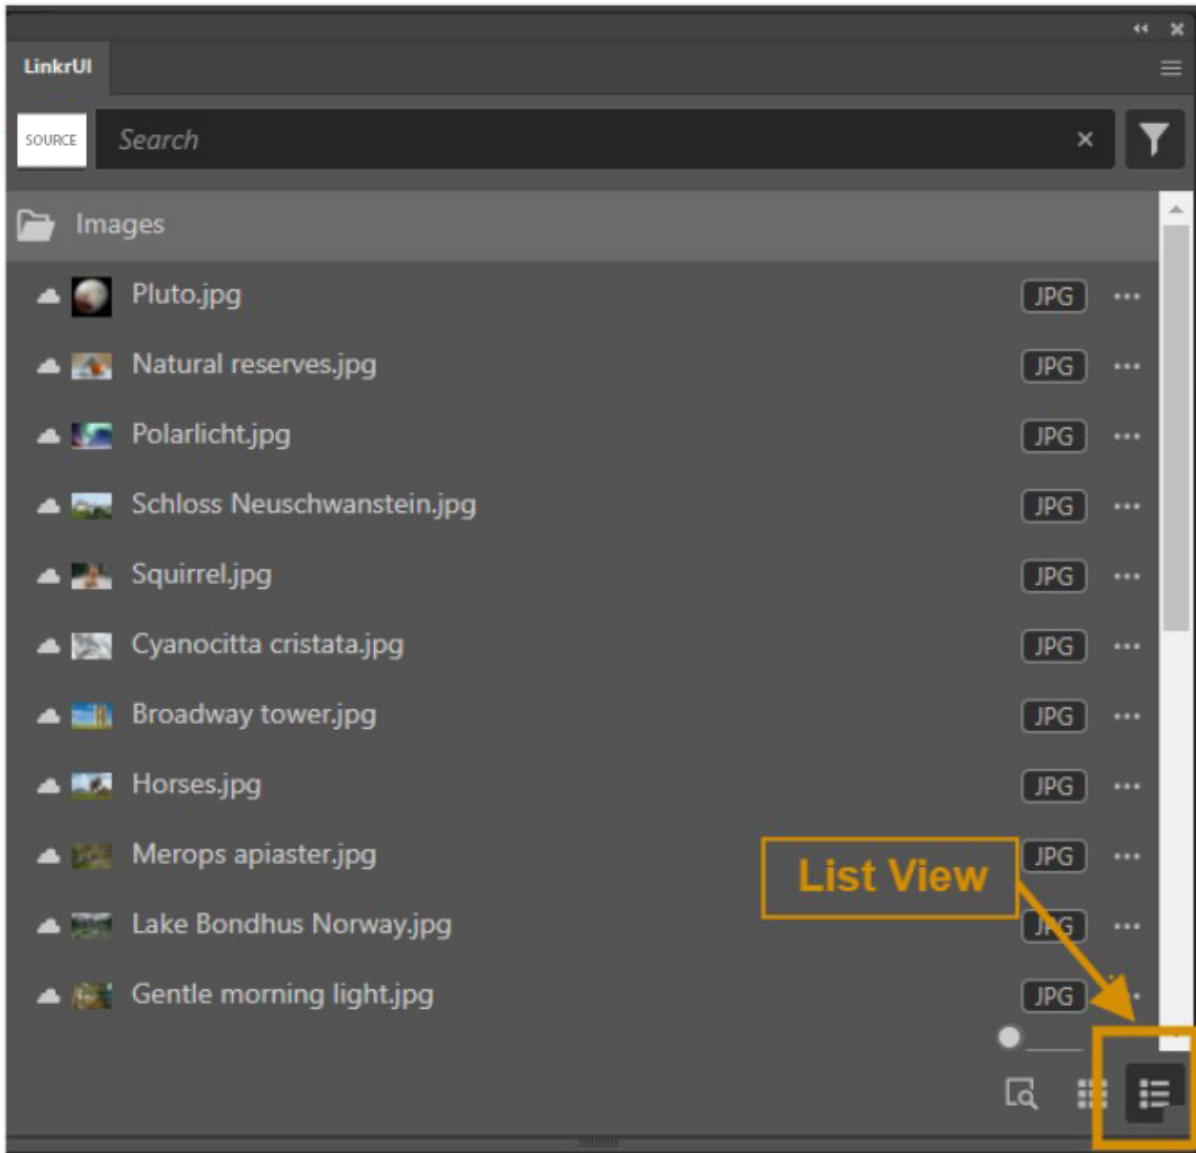 LinkrUI
SOURCE Search
Images
Pluto.jpg JPG
Natural reserves.jpg JPG
Polarlicht.jpg JPG
Schloss Neuschwanstein.jpg JPG
Squirrel.jpg JPG
Cyanocitta cristata.jpg JPG
Broadway tower.jpg JPG
Horses.jpg JPG
Merops apiaster.jpg JPG
List View
Lake Bondhus Norway.jpg JPG
Gentle morning light.jpg JPG